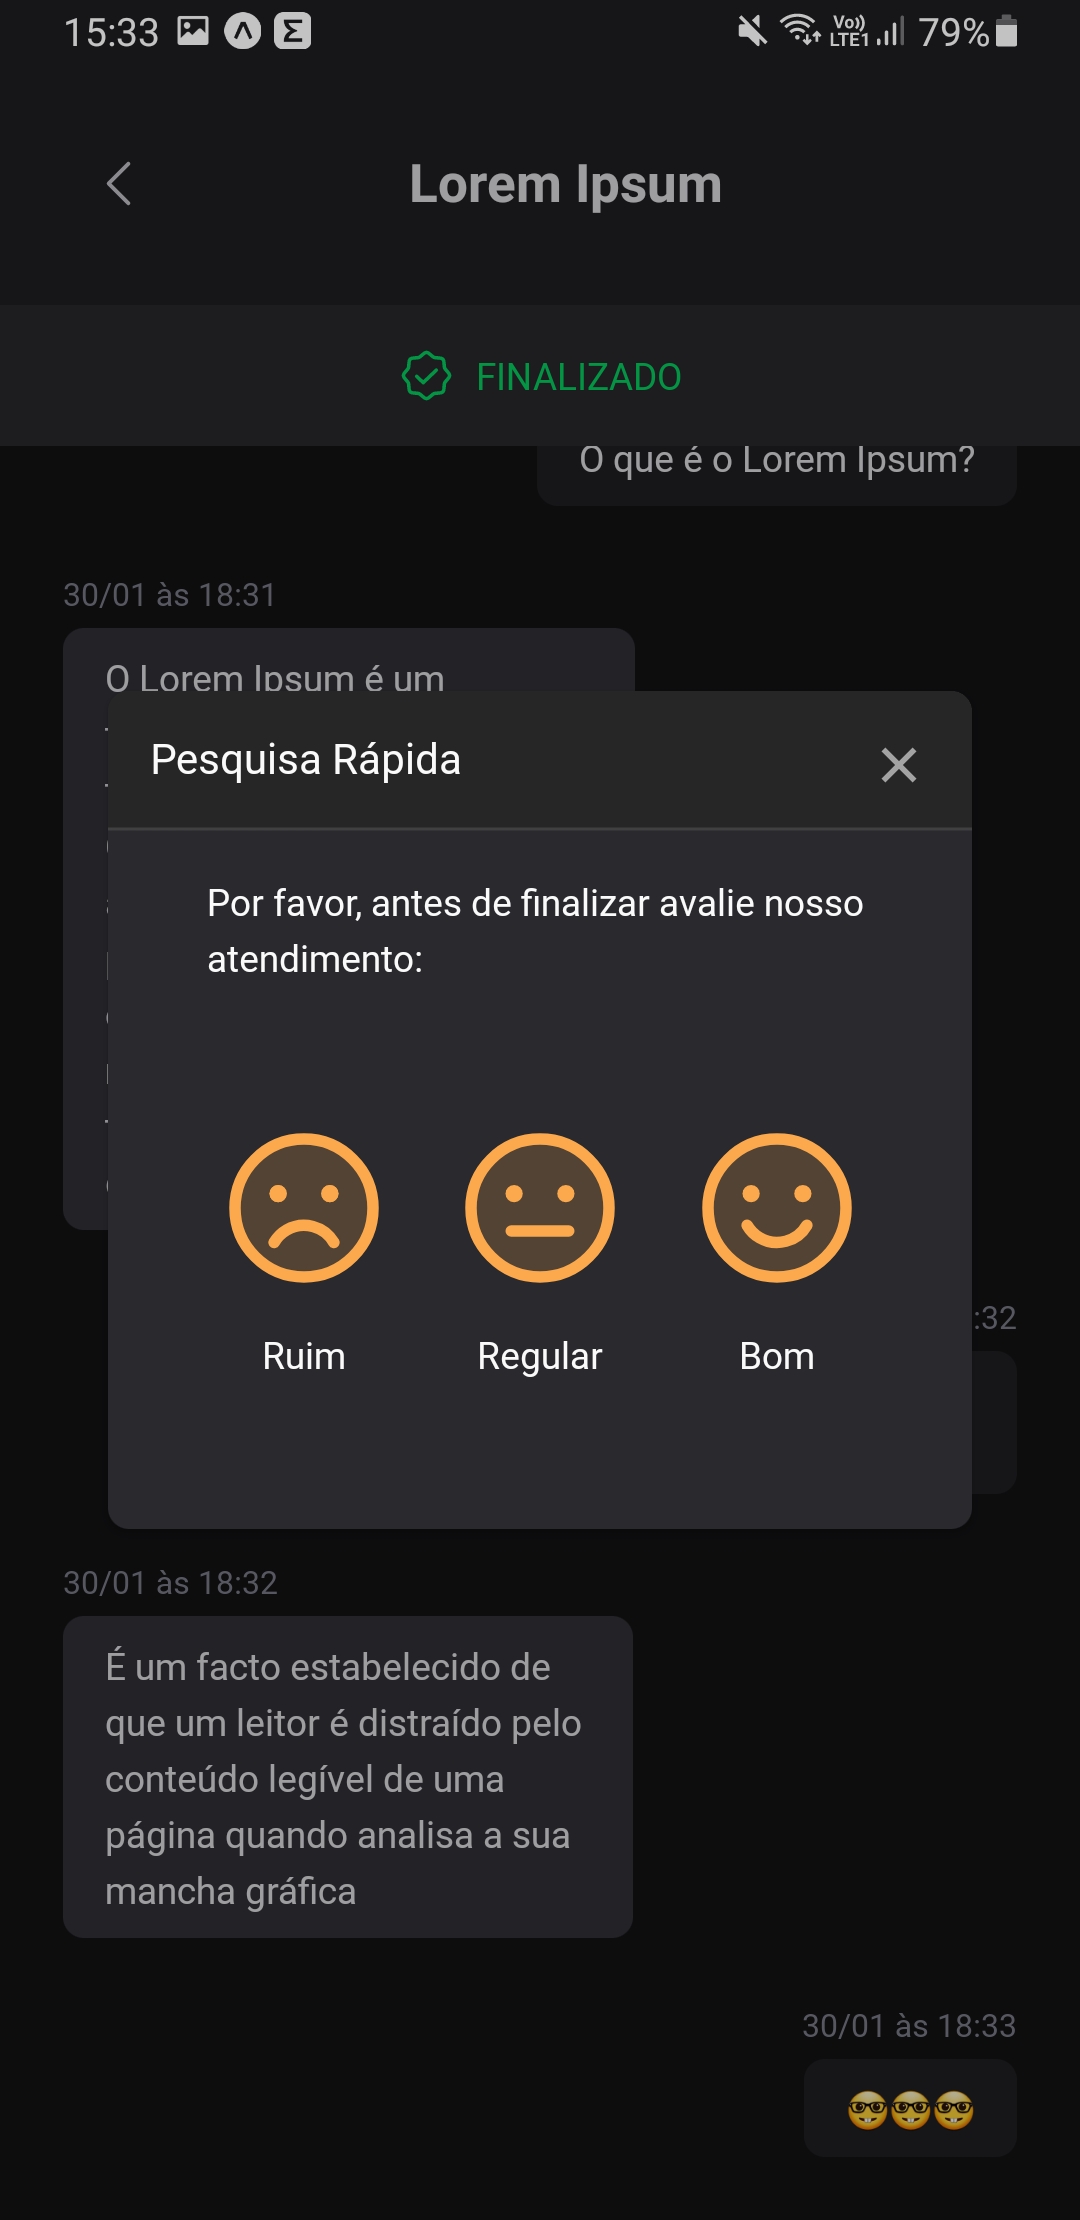 15:33
Vo))
LTE1
79%
Lorem Ipsum
FINALIZADO
O que é o Lorem Ipsum?
30/01 às 18:31
O Lorem Ipsum é um
Pesquisa Rápida
Por favor, antes de finalizar avalie nosso
atendimento:
Ruim
Regular
Bom
:32
30/01 às 18:32
É um facto estabelecido de
que um leitor é distraído pelo
conteúdo legível de uma
página quando analisa a sua
mancha gráfica
30/01 às 18:33
🤓🤓🤓